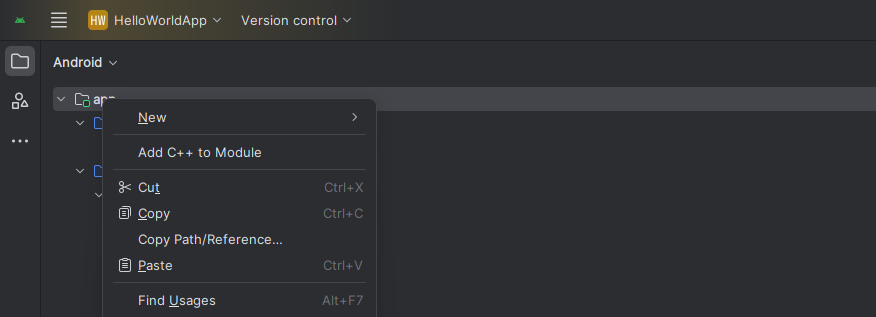 HW HelloWorldApp Version control
Android
app
New
Add C++ to Module
Cut Ctrl+X
Copy Ctrl+C
Copy Path/Reference...
Paste Ctrl+V
Find Usages Alt+F7